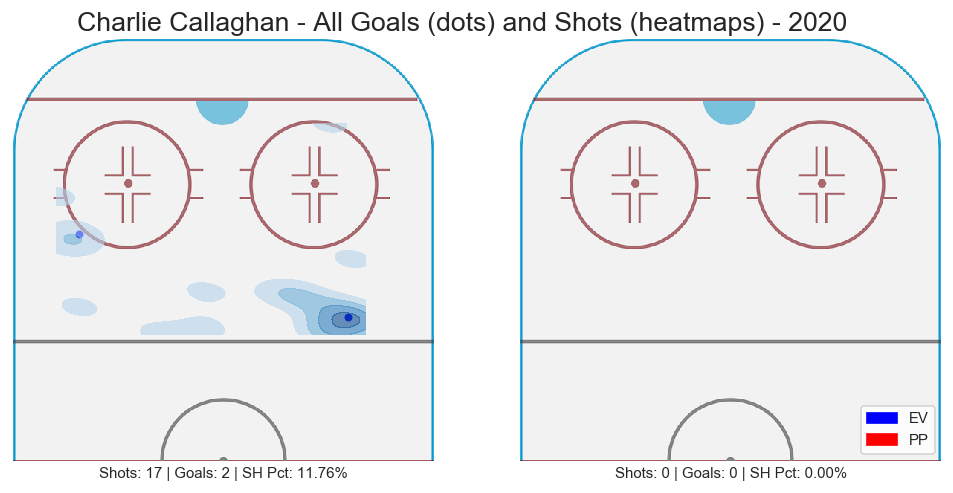 Charlie Callaghan - All Goals (dots) and Shots (heatmaps) - 2020
EV
PP
Shots: 17 | Goals: 2 | SH Pct: 11.76%
Shots: 0 | Goals: 0 | SH Pct: 0.00%